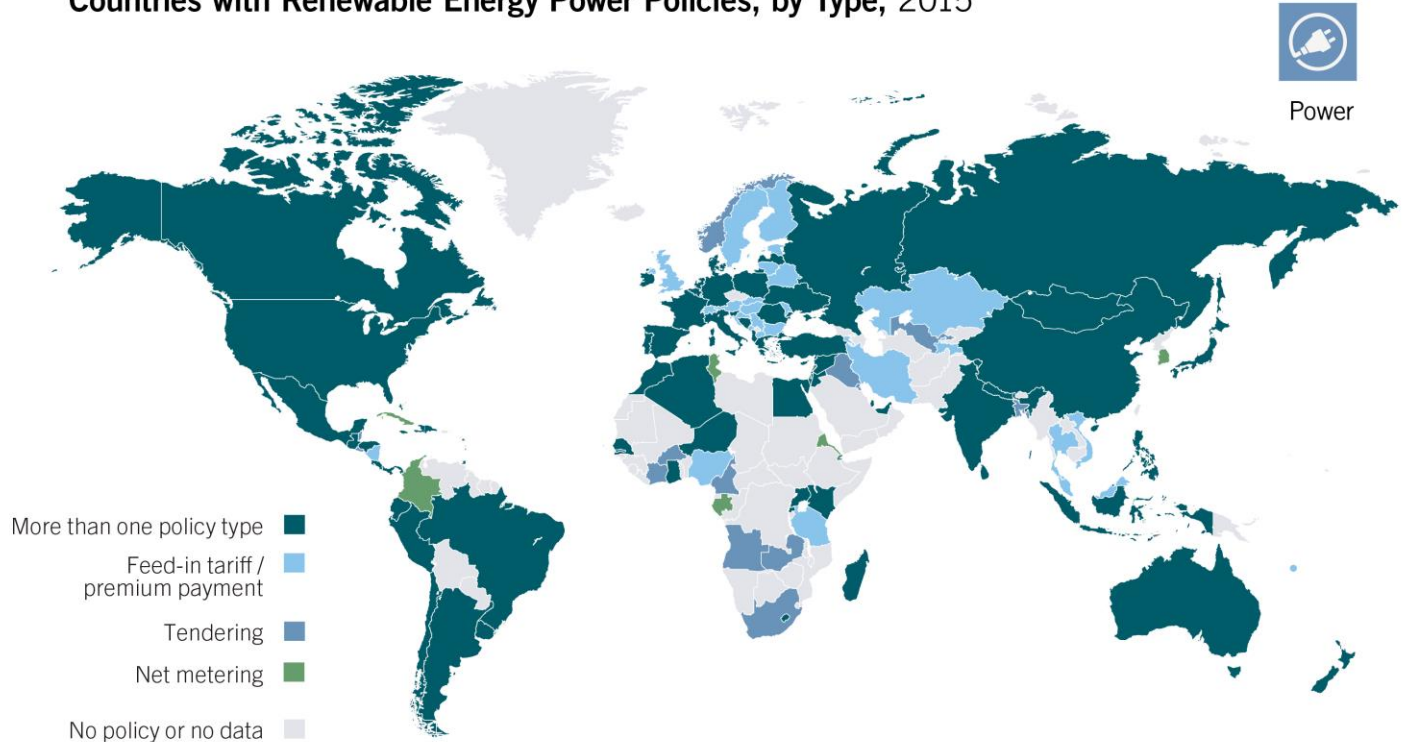 Countries with Renewable Energy Power Policies, by Type, 2015
Power
More than one policy type
Feed-in tariff /
premium payment
Tendering
Net metering
No policy or no data